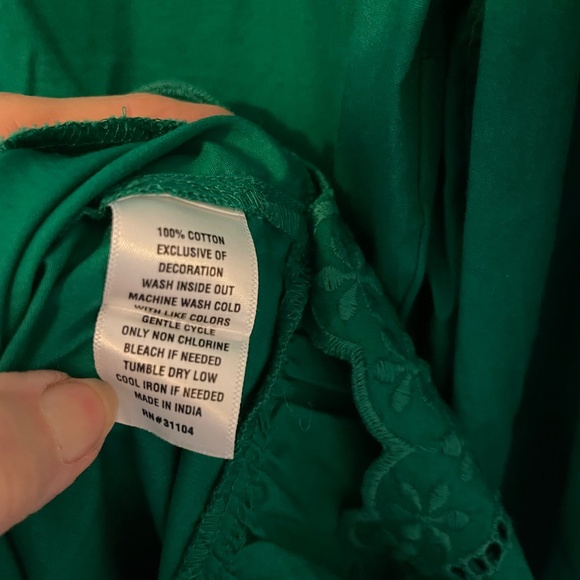 100% COTTON
EXCLUSIVE OF
DECORATION
WASH INSIDE OUT
MACHINE WASH COLD
WITH LIKE COLORS
GENTLE CYCLE
ONLY NON CHLORINE
BLEACH IF NEEDED
TUMBLE DRY LOW
COOL IRON IF NEEDED
MADE IN INDIA
RN#31104